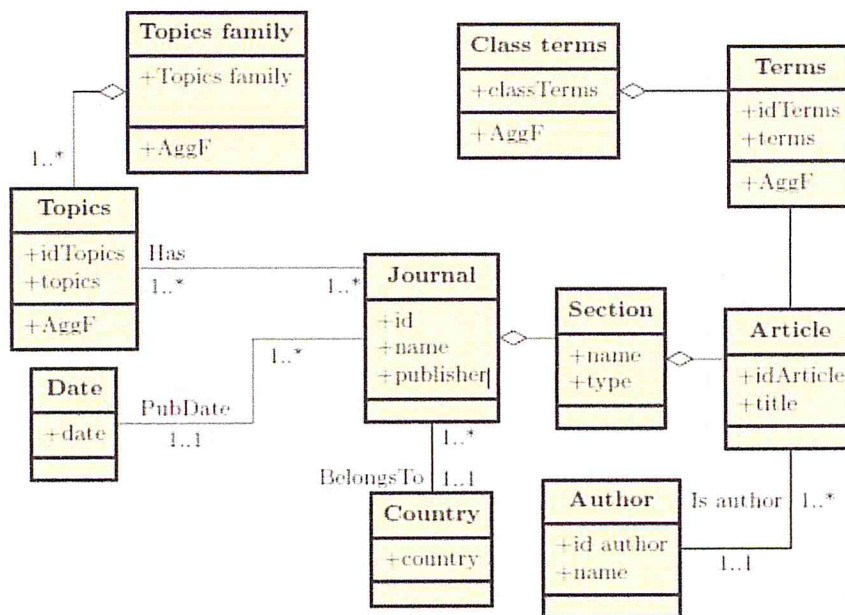 Topics family
+Topics family
+AggF
Class terms
+classTerms
+AggF
Terms
+idTerms
+terms
+AggF
1..*
Topics
+idTopics
+topics
+AggF
Has
1..*
1..*
Journal
+id
+name
+publisher
Section
+name
+type
Article
+idArticle
+title
1..*
Date
+date
PubDate
1..1
1..*
BelongsTo
1..1
Country
+country
Author
+id author
+name
Is author
1..*
1..1